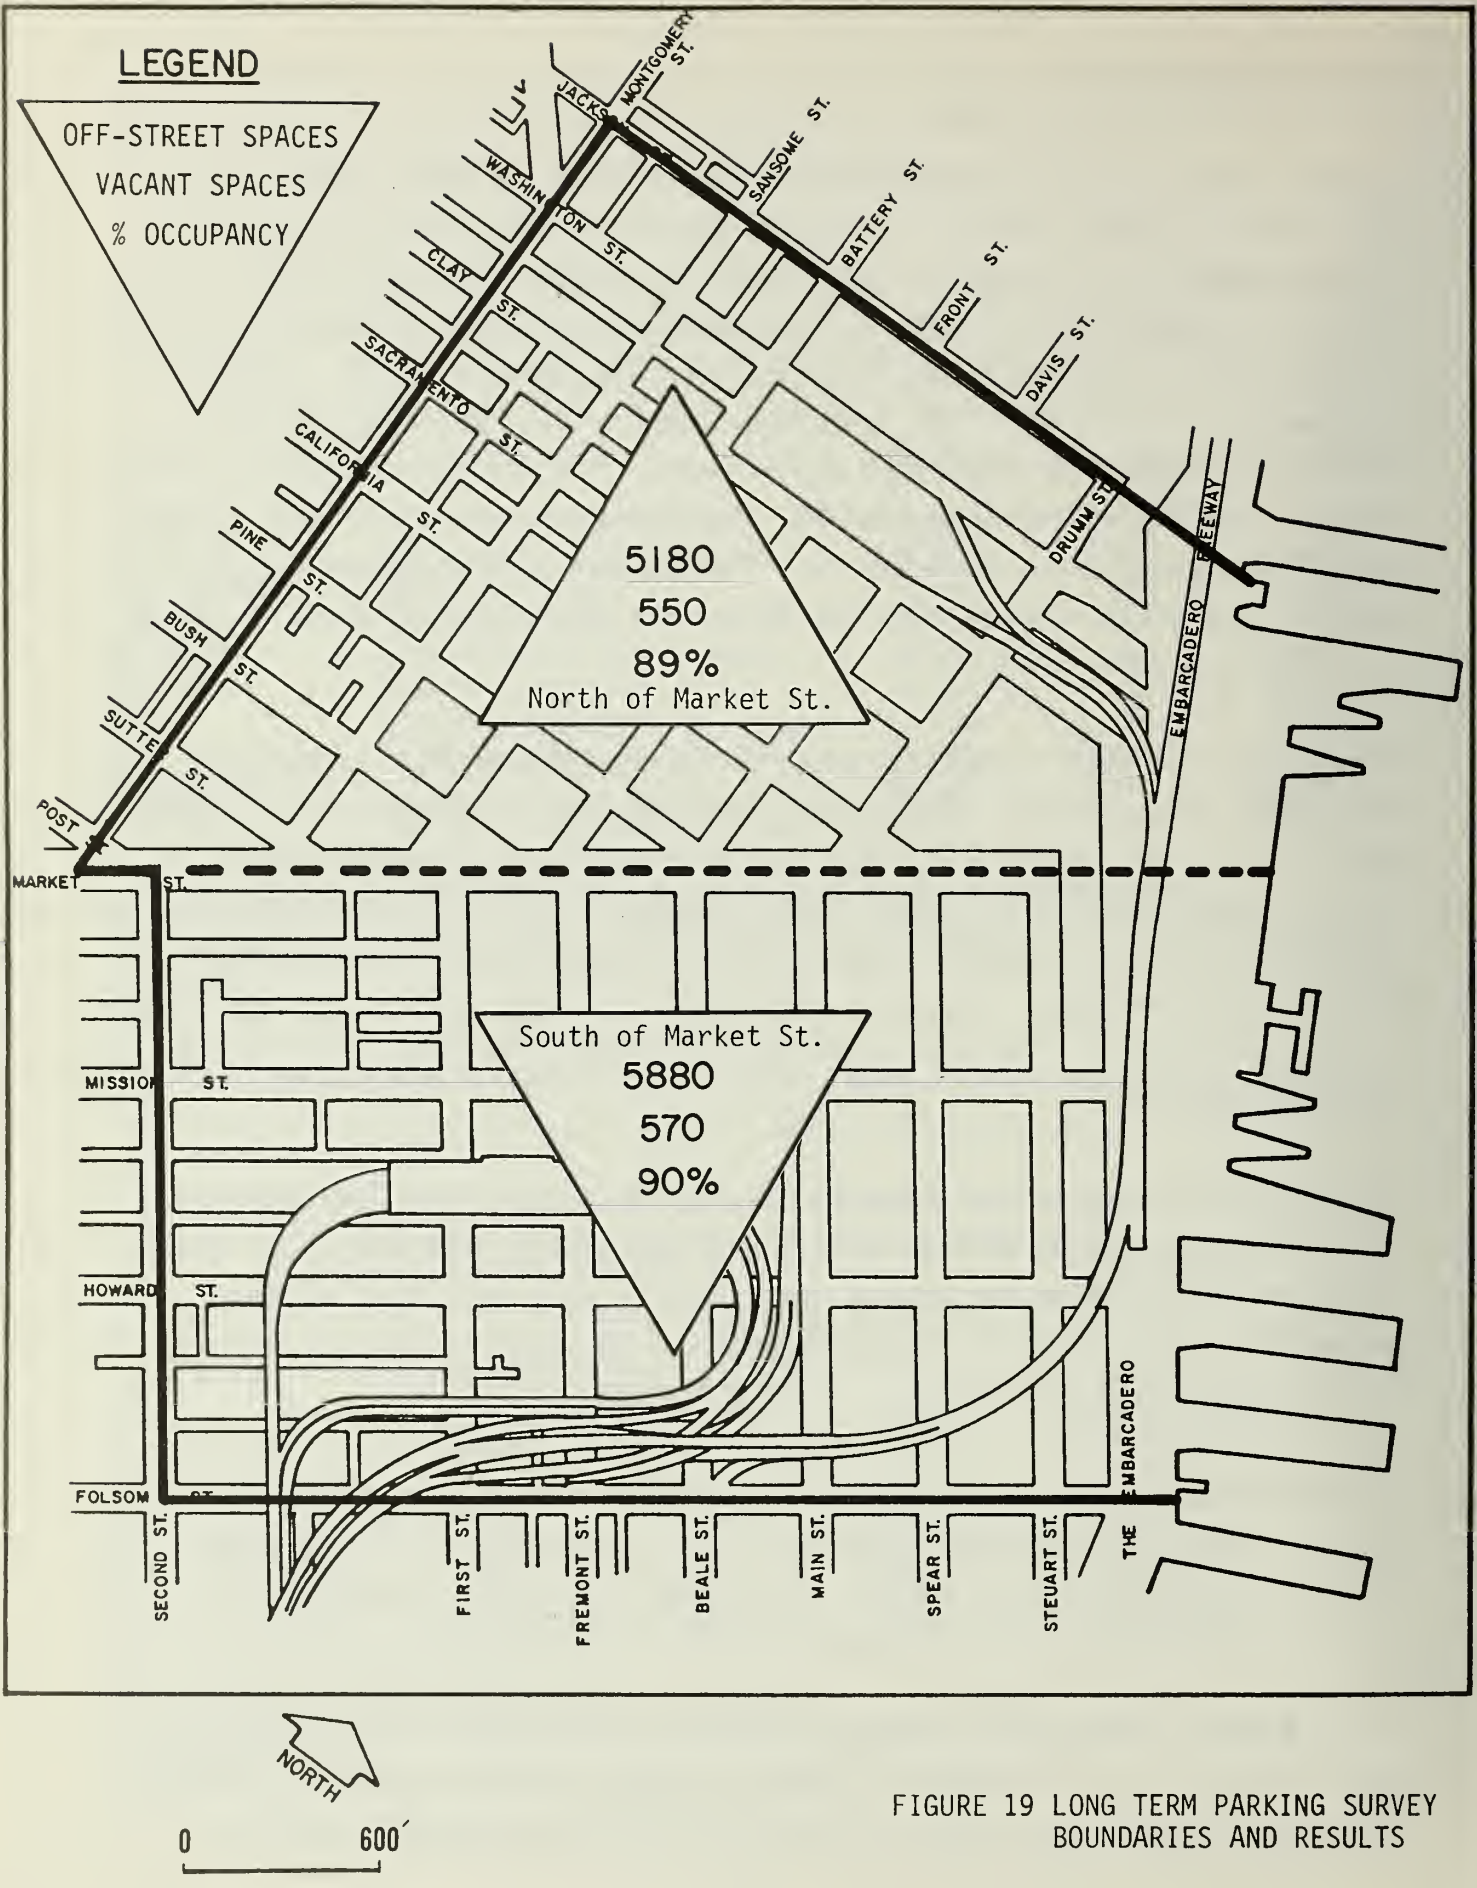 LEGEND
OFF-STREET SPACES
VACANT SPACES
% OCCUPANCY
MONTGOMERY ST.
SANSOME ST.
BATTERY ST.
FRONT ST.
DAVIS ST.
DRUMM ST.
EMBARCADERO FREEWAY
WASHINGTON ST.
CLAY ST.
SACRAMENTO ST.
CALIFORNIA ST.
PINE ST.
BUSH ST.
SUTTE ST.
POST
MARKET ST.
5180
550
89%
North of Market St.
South of Market St.
5880
570
90%
MISSION ST.
HOWARD ST.
FOLSOM ST.
SECOND ST.
FIRST ST.
FREMONT ST.
BEALE ST.
MAIN ST.
SPEAR ST.
STEUART ST.
THE EMBARCADERO
NORTH
0 600'
FIGURE 19 LONG TERM PARKING SURVEY
BOUNDARIES AND RESULTS